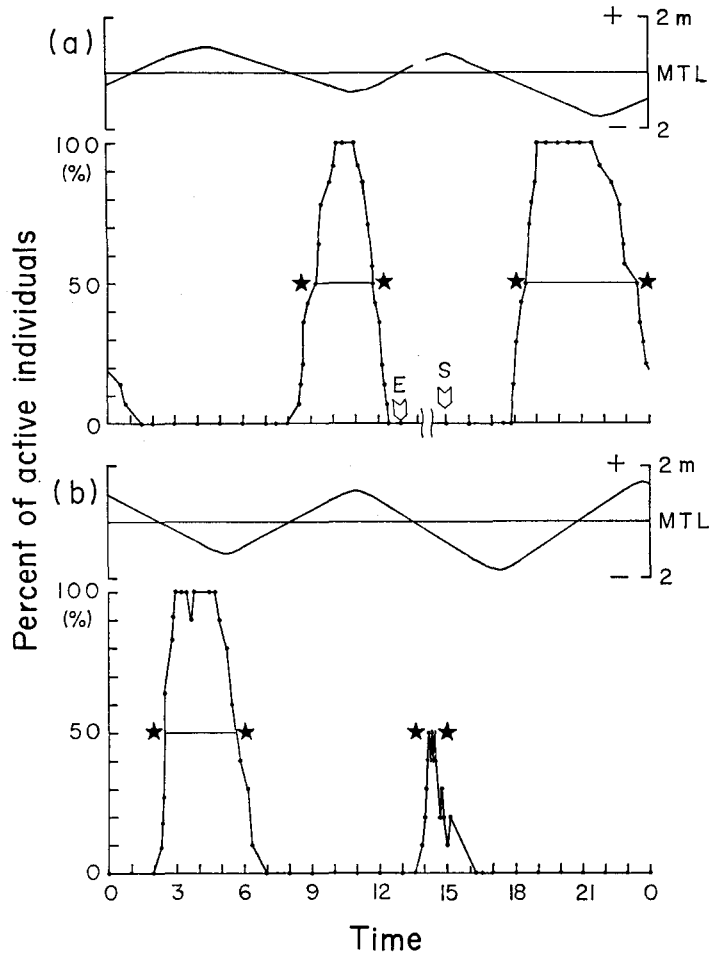 (a)
+ 2 m
MTL
− 2
100
(%)
50
0
E
S
Percent of active individuals
(b)
+ 2 m
MTL
− 2
100
(%)
50
0
0 3 6 9 12 15 18 21 0
Time